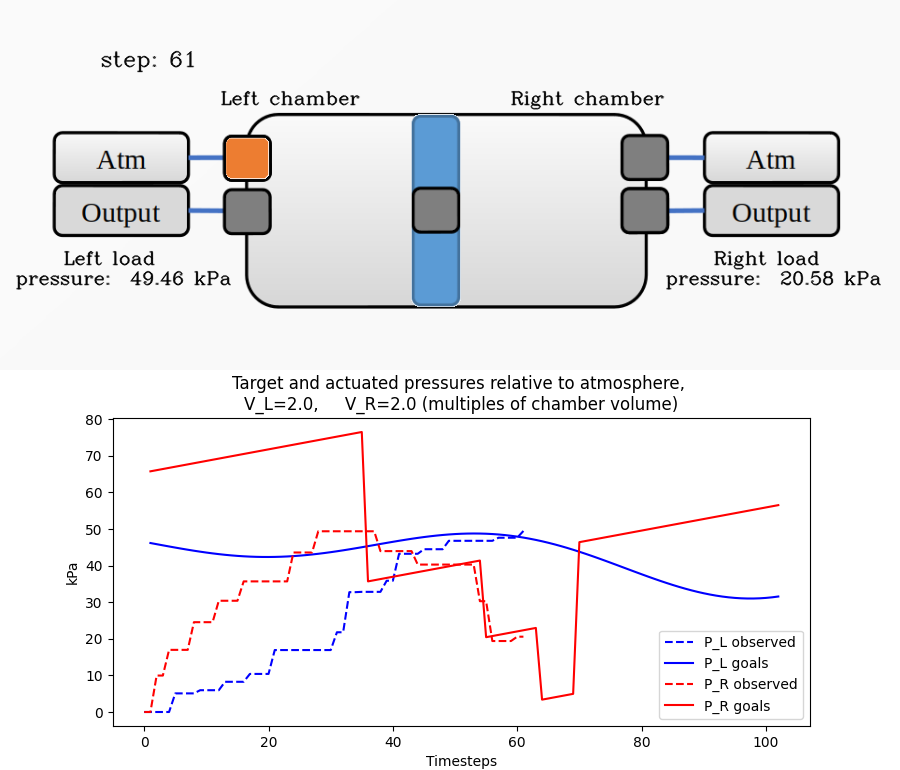 step: 61
Left chamber
Right chamber
Atm
Atm
Output
Output
Left load
pressure: 49.46 kPa
Right load
pressure: 20.58 kPa
Target and actuated pressures relative to atmosphere,
V_L=2.0, V_R=2.0 (multiples of chamber volume)
80
70
60
50
40
30
20
10
0
kPa
P_L observed
P_L goals
P_R observed
P_R goals
0 20 40 60 80 100
Timesteps